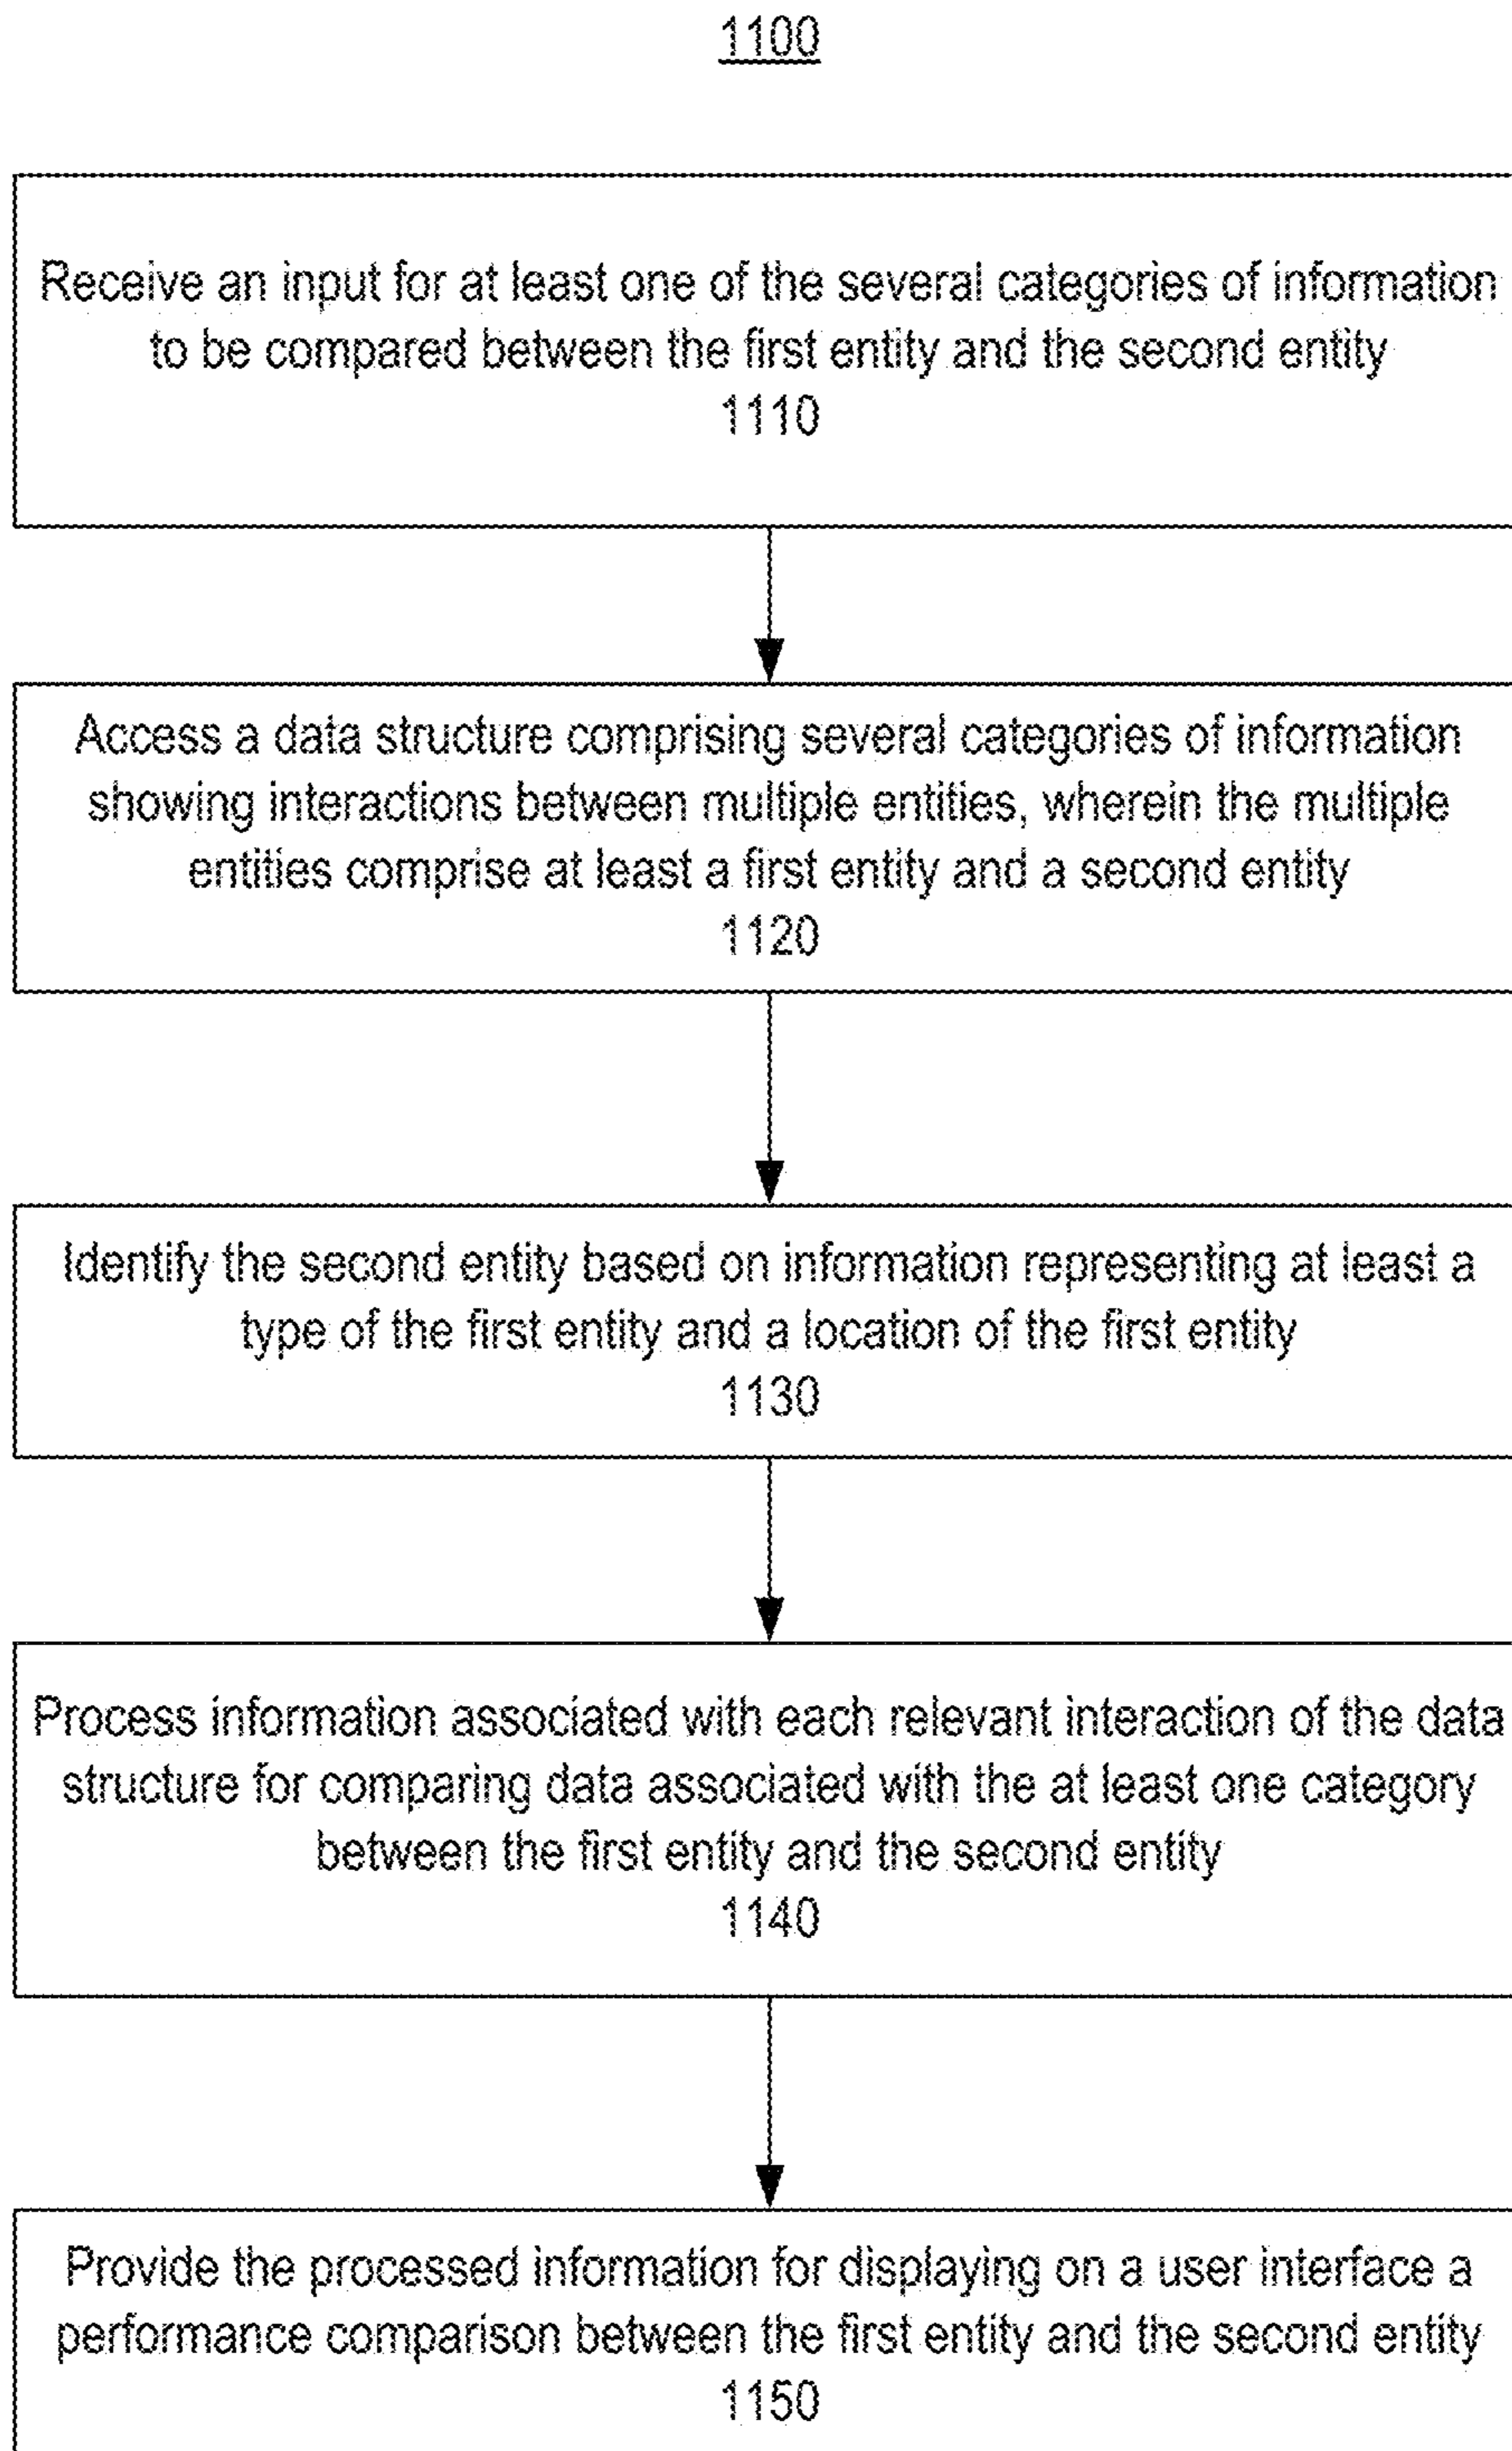 1100
Receive an input for at least one of the several categories of information
to be compared between the first entity and the second entity
1110
Access a data structure comprising several categories of information
showing interactions between multiple entities, wherein the multiple
entities comprise at least a first entity and a second entity
1120
Identify the second entity based on information representing at least a
type of the first entity and a location of the first entity
1130
Process information associated with each relevant interaction of the data
structure for comparing data associated with the at least one category
between the first entity and the second entity
1140
Provide the processed information for displaying on a user interface a
performance comparison between the first entity and the second entity
1150